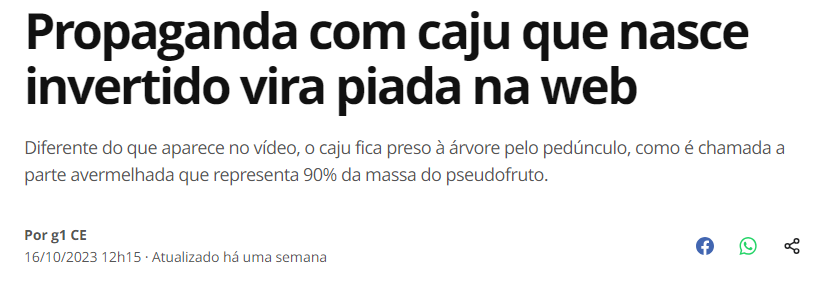 Propaganda com caju que nasce
invertido vira piada na web
Diferente do que aparece no vídeo, o caju fica preso à árvore pelo pedúnculo, como é chamada a
parte avermelhada que representa 90% da massa do pseudofruto.
Por g1 CE
16/10/2023 12h15 · Atualizado há uma semana